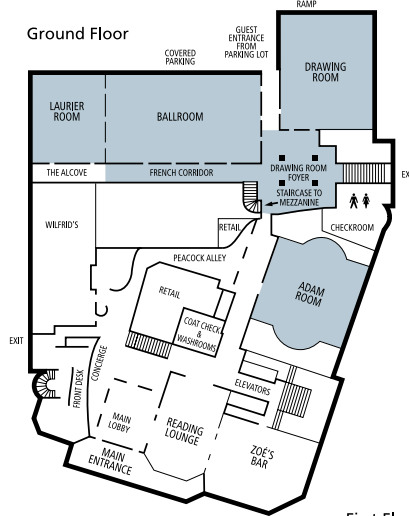 RAMP
Ground Floor
GUEST
ENTRANCE
FROM
PARKING LOT
COVERED
PARKING
DRAWING
ROOM
LAURIER
ROOM
BALLROOM
THE ALCOVE
FRENCH CORRIDOR
DRAWING ROOM
FOYER
STAIRCASE TO
MEZZANINE
EX
WILFRID'S
RETAIL
CHECKROOM
PEACOCK ALLEY
RETAIL
ADAM
ROOM
COAT CHECK
&
WASHROOMS
EXIT
CONCIERGE
FRONT DESK
ELEVATORS
MAIN
LOBBY
READING
LOUNGE
ZOË'S
BAR
MAIN
ENTRANCE